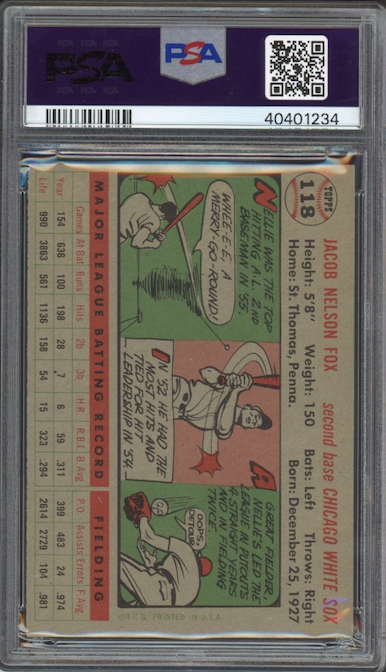 PSA
PSA
PSA
PSA
PSA
PSA
40401234
TOPPS
118
JACOB NELSON FOX second base CHICAGO WHITE SOX
Height: 5'8" Weight: 150 Bats: Left Throws: Right
Home: St. Thomas, Penna. Born: December 25, 1927
NELLIE WAS THE TOP
HITTING A.L. 2ND
BASEMAN IN '55.
WHEE-E-E, A
MERRY-GO-ROUND!
IN '52 HE HAD THE
MOST HITS AND
TIED FOR HIT
LEADERSHIP IN '54.
A GREAT FIELDER,
NELLIE'S LED THE
LEAGUE IN PUTOUTS
4 STRAIGHT YEARS
AND IN FIELDING
TWICE.
OOPS,
DETOUR!
MAJOR LEAGUE BATTING RECORD FIELDING
Games At Bat Runs Hits 2b 3b H.R. R.B.I. B.Avg. P.O. Assists Errors F.Avg.
Year 154 636 100 198 28 7 6 59 .311 399 483 24 .974
Life 990 3863 561 1136 158 54 15 323 .294 2614 2729 104 .981
©T.C.G. PRINTED IN U.S.A.